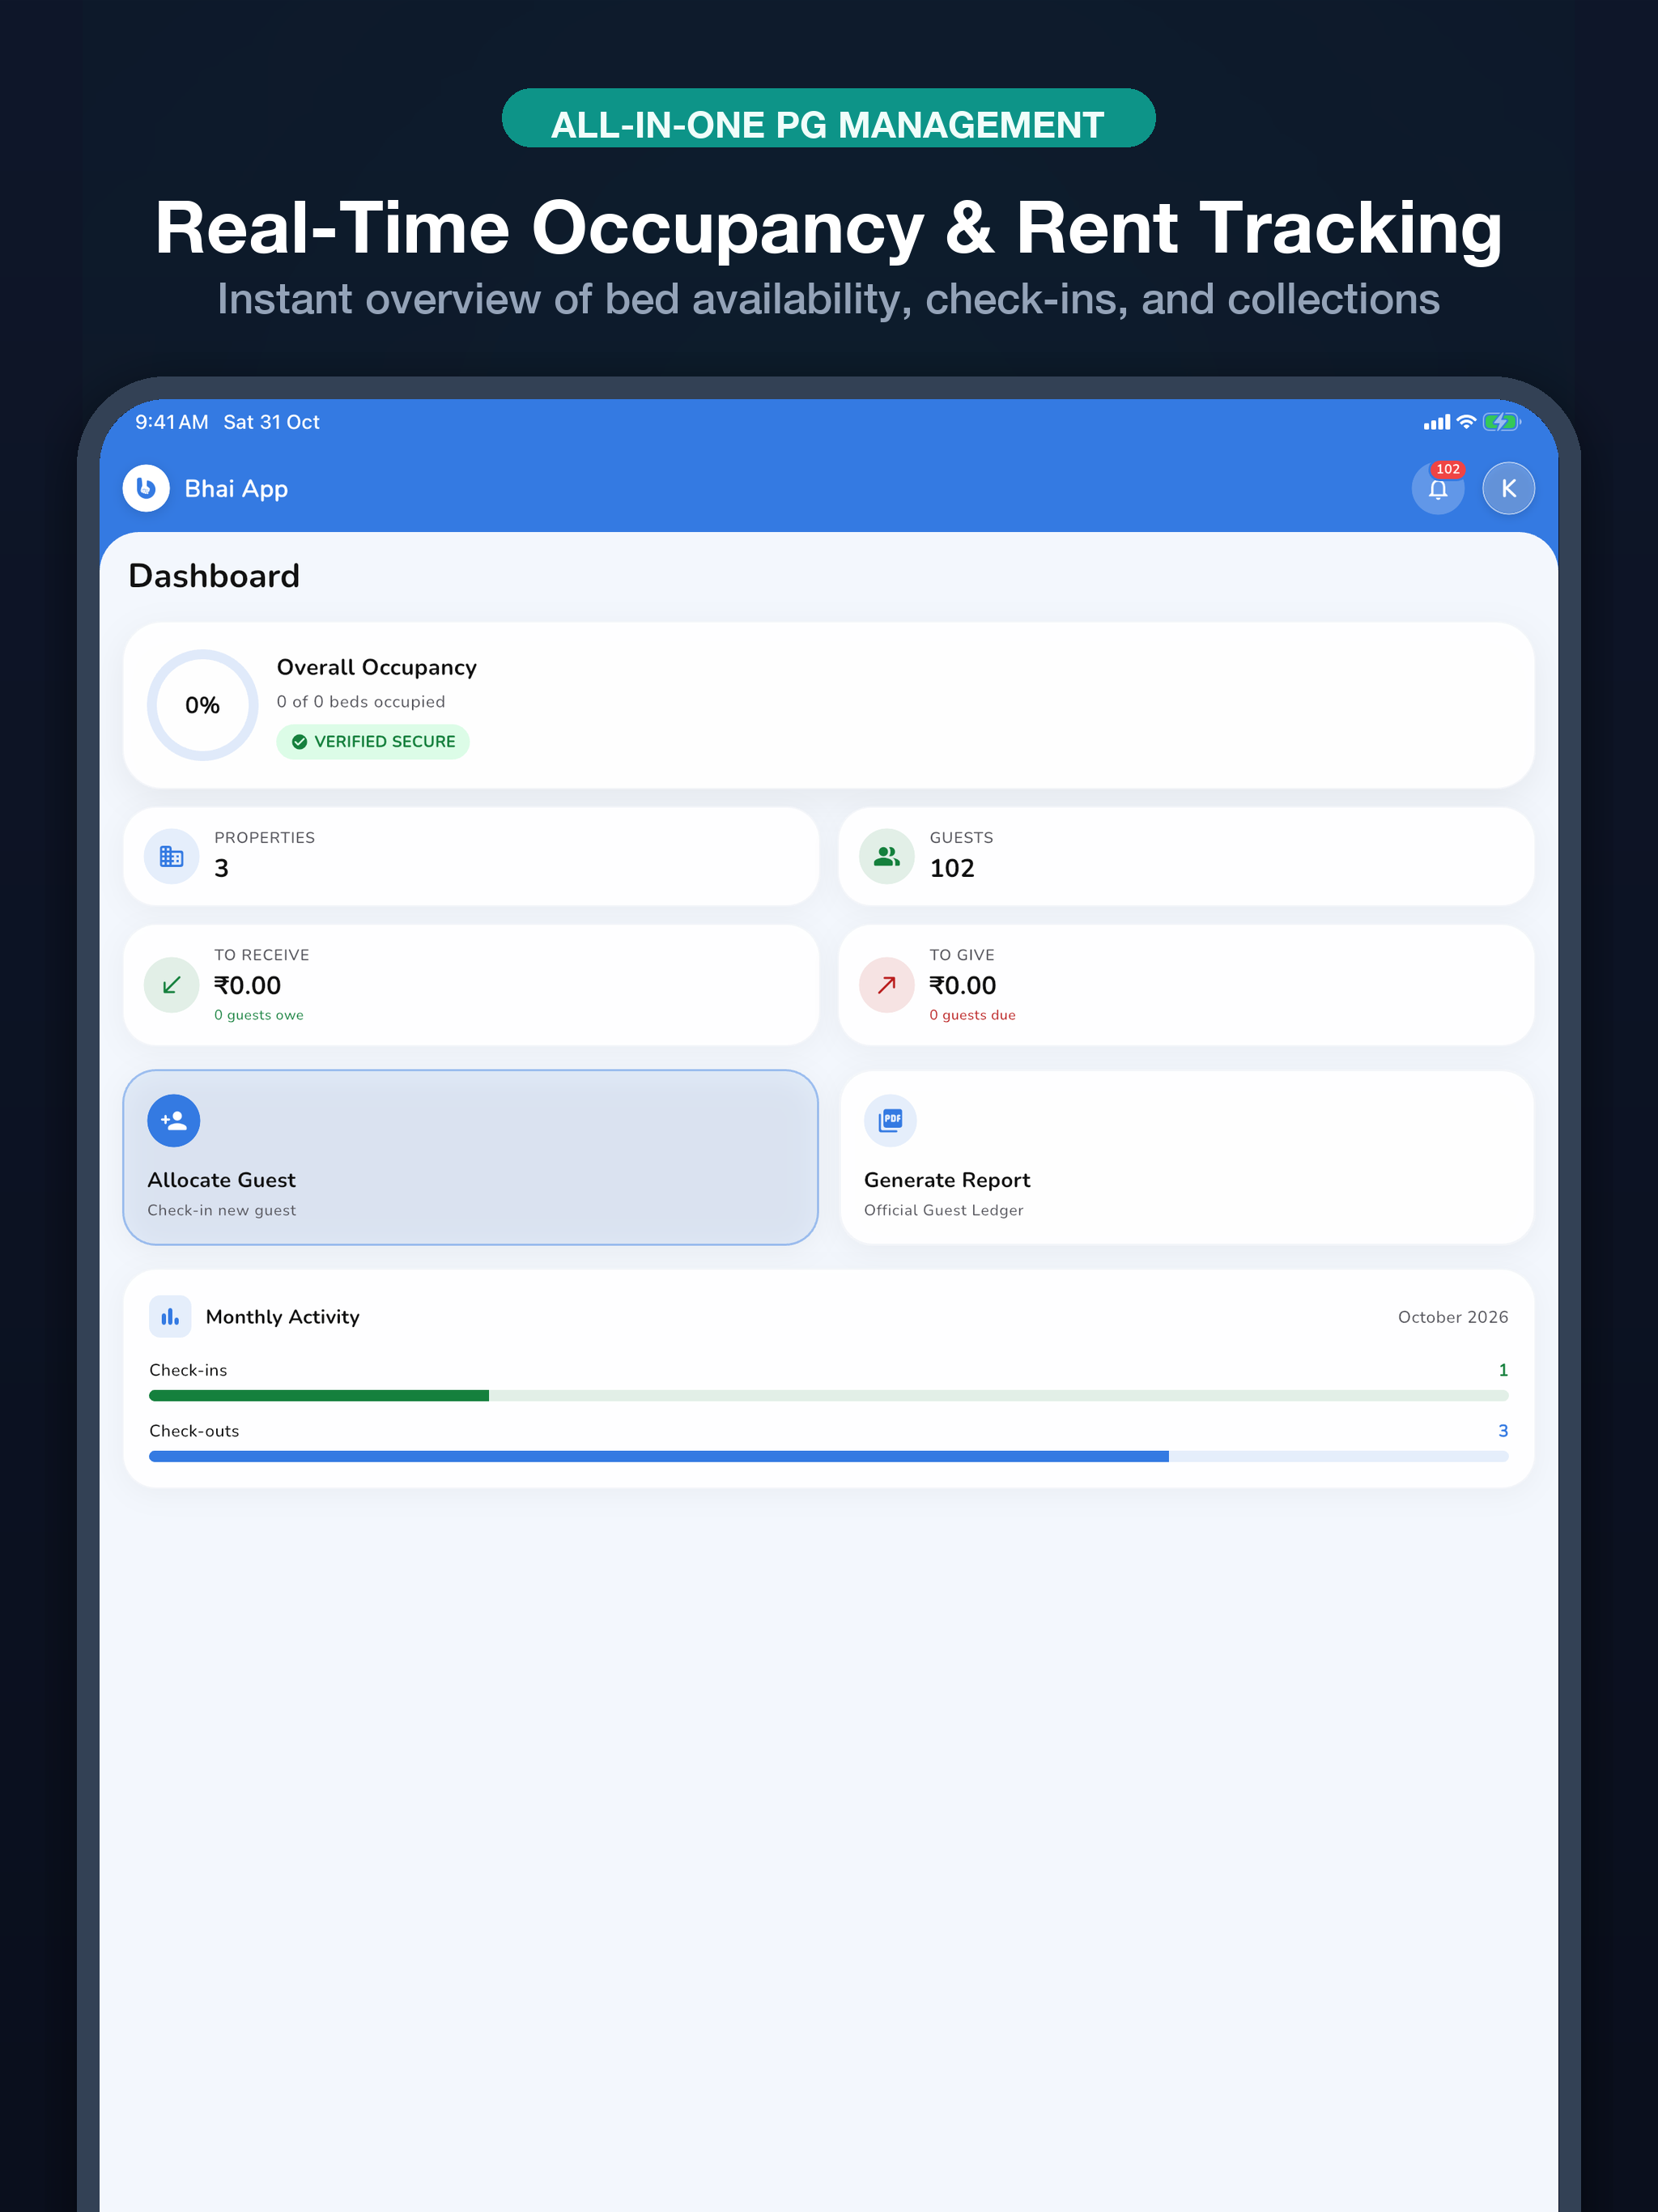 ALL-IN-ONE PG MANAGEMENT
Real-Time Occupancy & Rent Tracking
Instant overview of bed availability, check-ins, and collections
9:41 AM Sat 31 Oct
Bhai App
102
K
Dashboard
0%
Overall Occupancy
0 of 0 beds occupied
VERIFIED SECURE
PROPERTIES
3
GUESTS
102
TO RECEIVE
₹0.00
0 guests owe
TO GIVE
₹0.00
0 guests due
Allocate Guest
Check-in new guest
PDF
Generate Report
Official Guest Ledger
Monthly Activity
October 2026
Check-ins
1
Check-outs
3